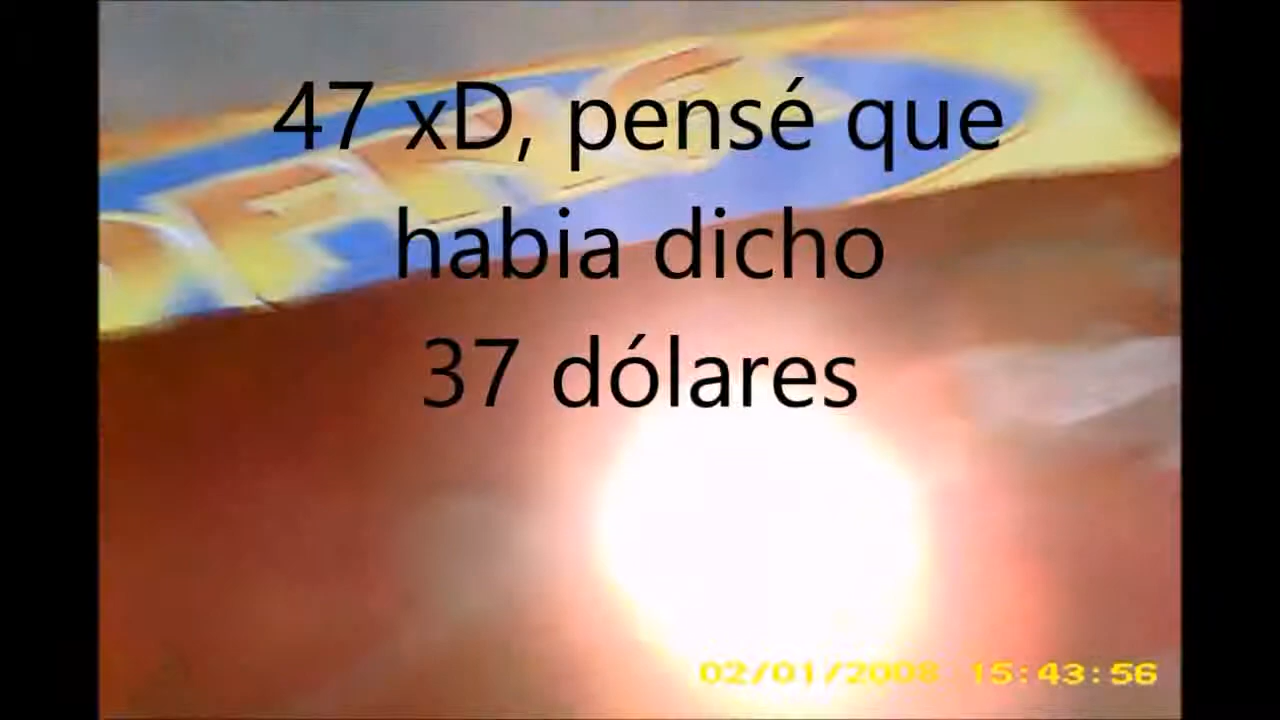 47 xD, pensé que
habia dicho
37 dólares
02/01/2008 15:43:56